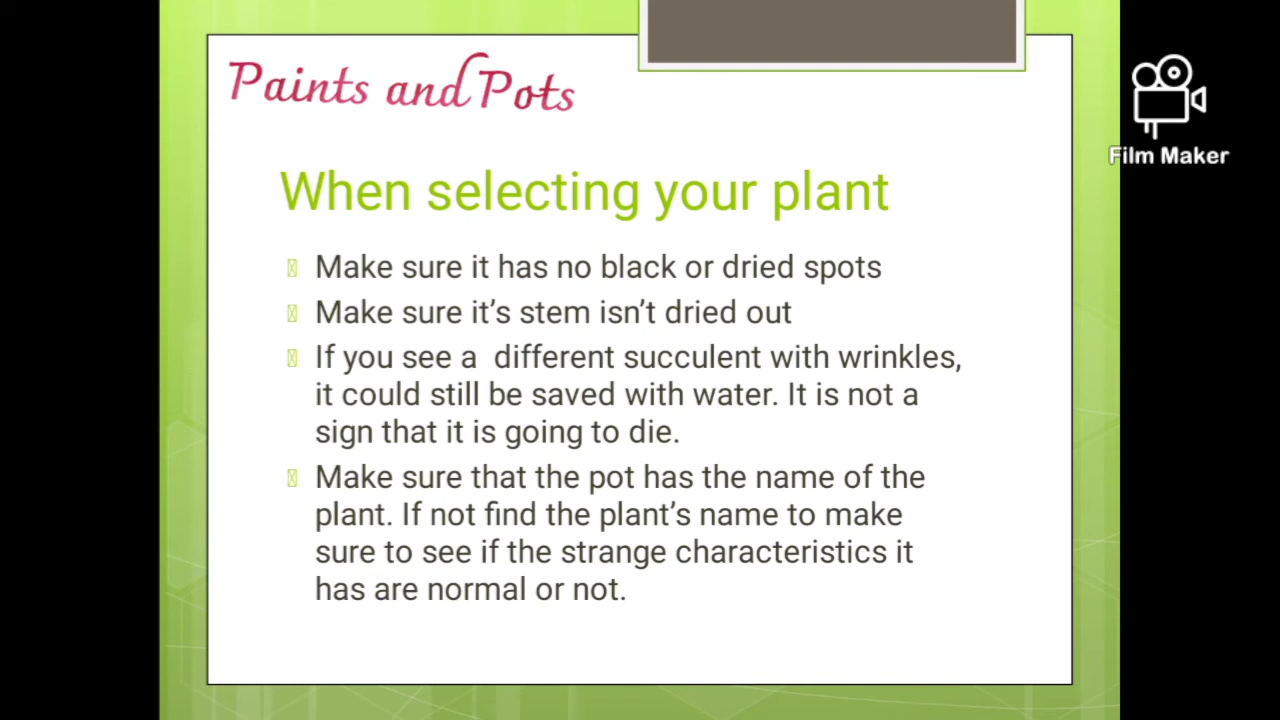 Paints and Pots
Film Maker
When selecting your plant
Make sure it has no black or dried spots
Make sure it’s stem isn’t dried out
If you see a  different succulent with wrinkles,
it could still be saved with water. It is not a
sign that it is going to die.
Make sure that the pot has the name of the
plant. If not find the plant’s name to make
sure to see if the strange characteristics it
has are normal or not.